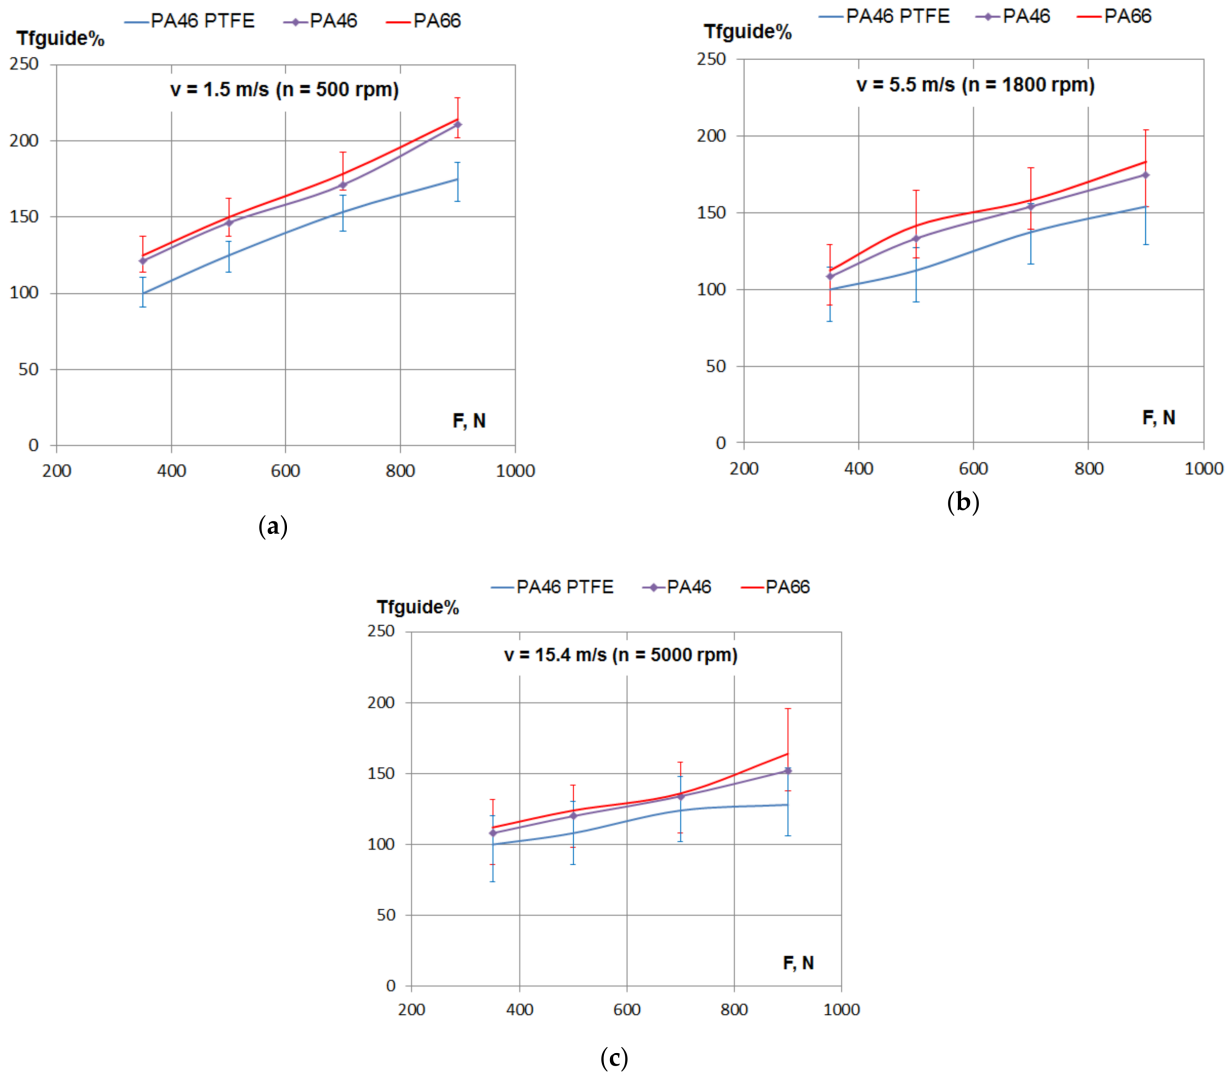 PA46 PTFE PA46 PA66
Tfguide%
v = 1.5 m/s (n = 500 rpm)
250
200
150
100
50
0
F, N
200 400 600 800 1000
(a)
PA46 PTFE PA46 PA66
Tfguide%
v = 5.5 m/s (n = 1800 rpm)
250
200
150
100
50
0
F, N
200 400 600 800 1000
(b)
PA46 PTFE PA46 PA66
Tfguide%
v = 15.4 m/s (n = 5000 rpm)
250
200
150
100
50
0
F, N
200 400 600 800 1000
(c)